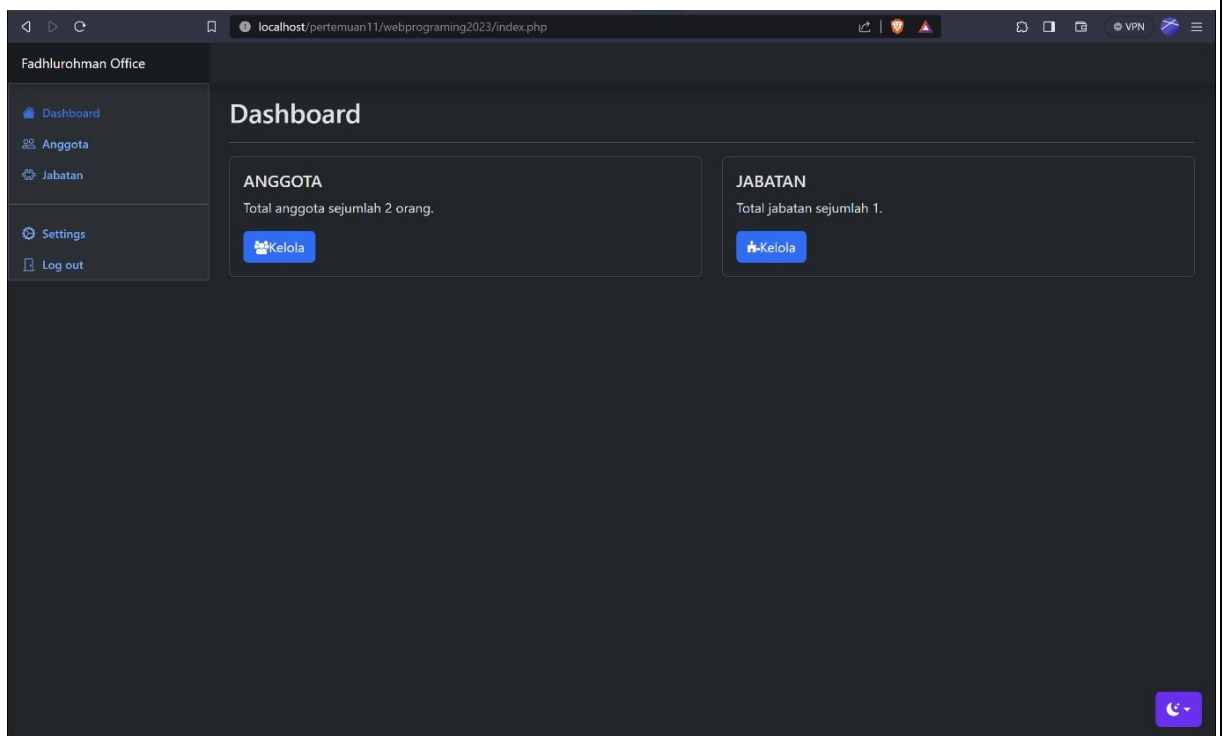 localhost/pertemuan11/webprograming2023/index.php
VPN
Fadhlurohman Office
Dashboard
Anggota
Jabatan
Settings
Log out
Dashboard
ANGGOTA
Total anggota sejumlah 2 orang.
Kelola
JABATAN
Total jabatan sejumlah 1.
Kelola